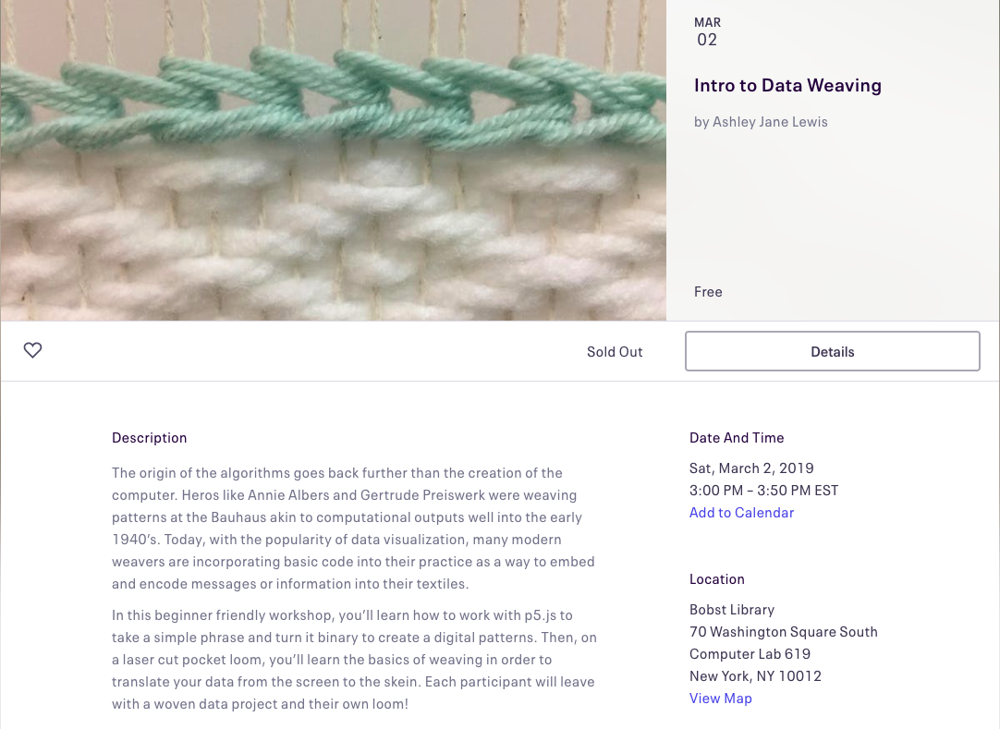 MAR
02
Intro to Data Weaving
by Ashley Jane Lewis
Free
Sold Out
Details
Description
The origin of the algorithms goes back further than the creation of the
computer. Heros like Annie Albers and Gertrude Preiswerk were weaving
patterns at the Bauhaus akin to computational outputs well into the early
1940’s. Today, with the popularity of data visualization, many modern
weavers are incorporating basic code into their practice as a way to embed
and encode messages or information into their textiles.
In this beginner friendly workshop, you’ll learn how to work with p5.js to
take a simple phrase and turn it binary to create a digital patterns. Then, on
a laser cut pocket loom, you’ll learn the basics of weaving in order to
translate your data from the screen to the skein. Each participant will leave
with a woven data project and their own loom!
Date And Time
Sat, March 2, 2019
3:00 PM – 3:50 PM EST
Add to Calendar
Location
Bobst Library
70 Washington Square South
Computer Lab 619
New York, NY 10012
View Map